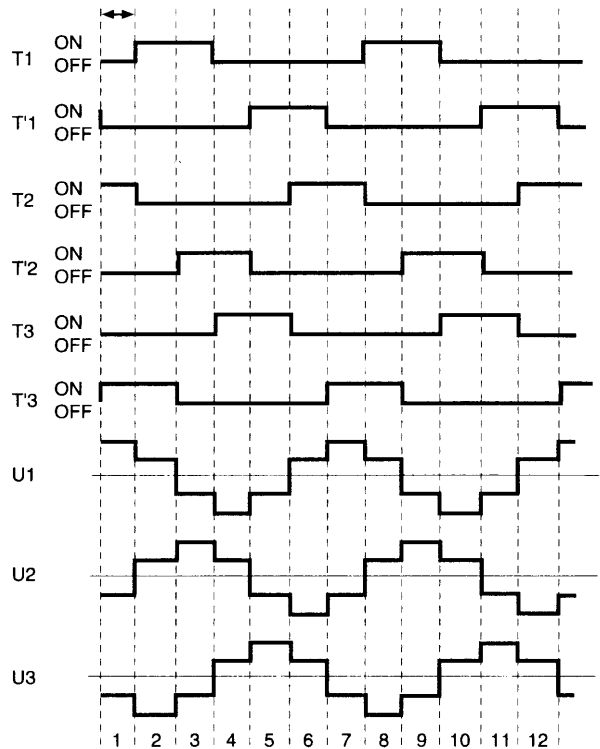 T1 ON
OFF
T'1 ON
OFF
T2 ON
OFF
T'2 ON
OFF
T3 ON
OFF
T'3 ON
OFF
U1
U2
U3
1 2 3 4 5 6 7 8 9 10 11 12